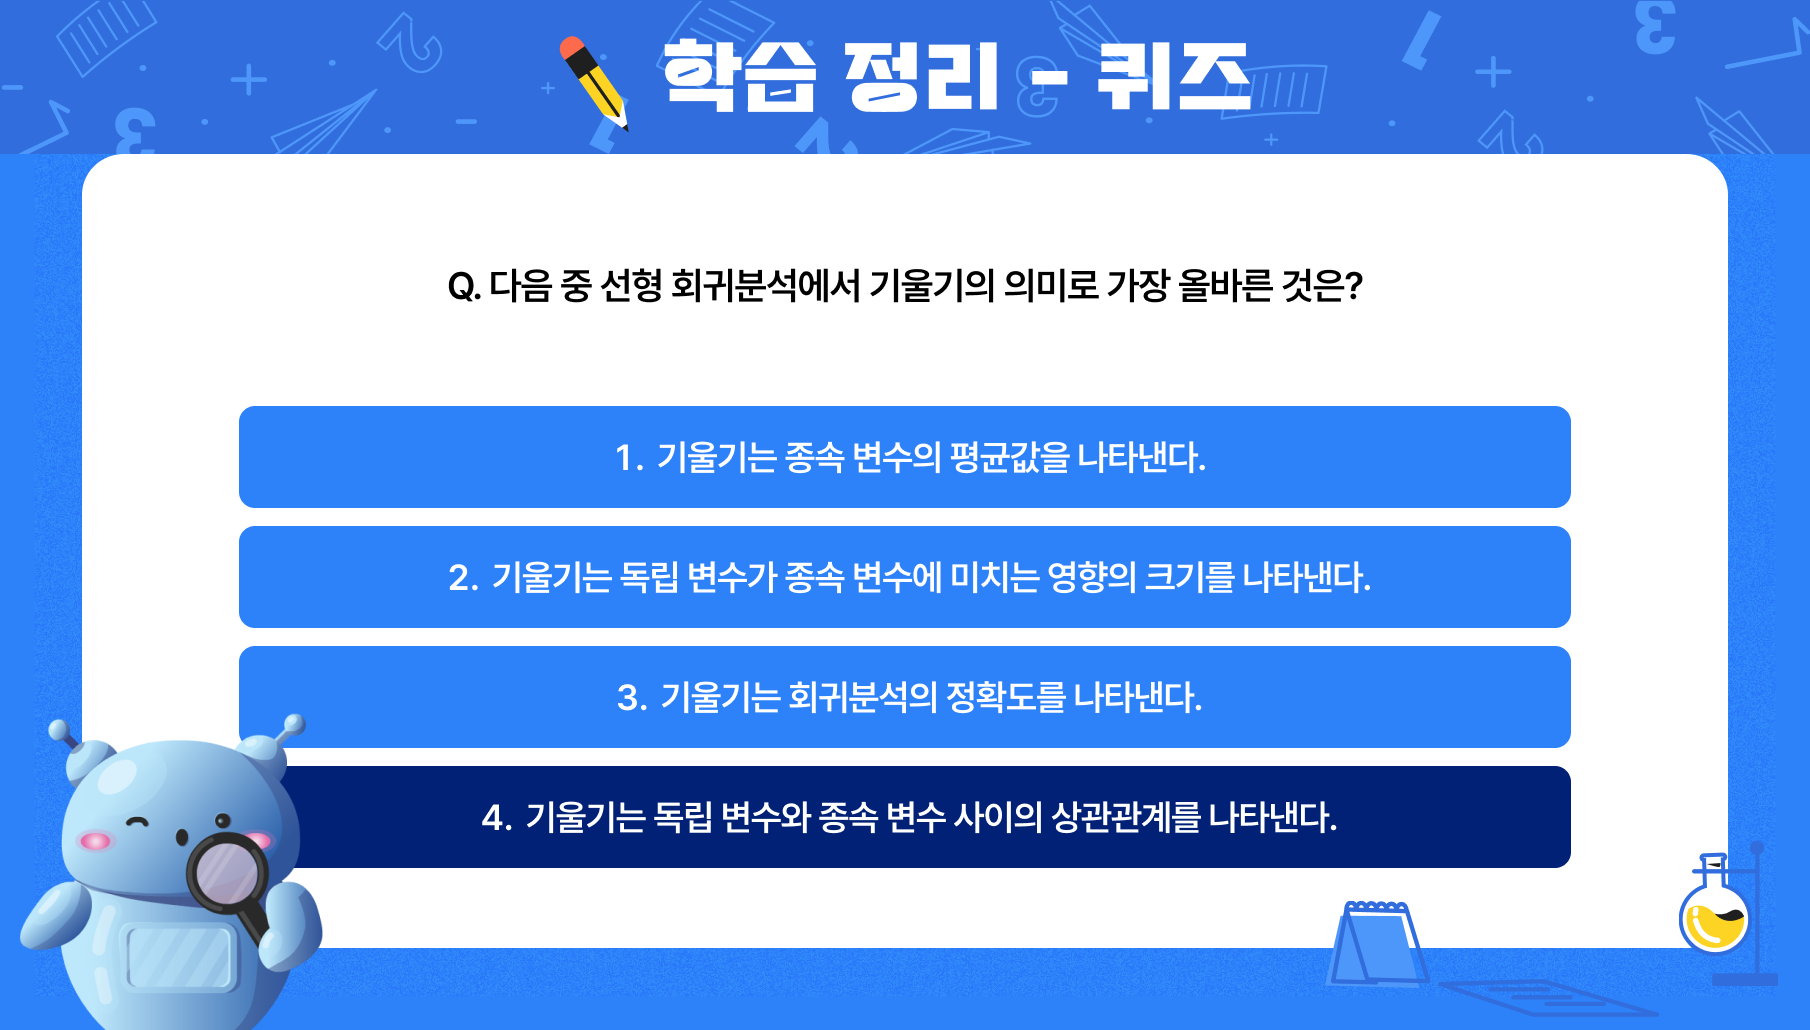 학습 정리 - 퀴즈
Q. 다음 중 선형 회귀분석에서 기울기의 의미로 가장 올바른 것은?
1. 기울기는 종속 변수의 평균값을 나타낸다.
2. 기울기는 독립 변수가 종속 변수에 미치는 영향의 크기를 나타낸다.
3. 기울기는 회귀분석의 정확도를 나타낸다.
4. 기울기는 독립 변수와 종속 변수 사이의 상관관계를 나타낸다.